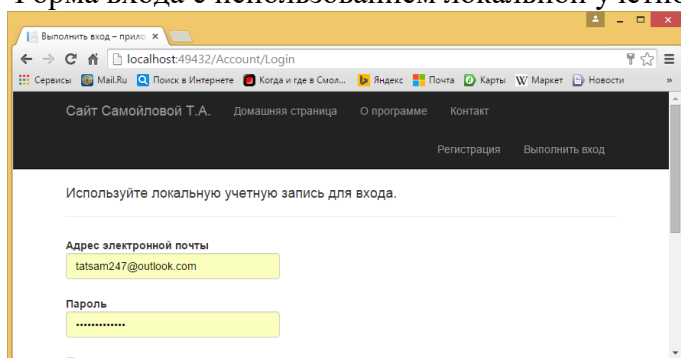 Форма входа с использованием локальной учетно
Выполнить вход – прило
localhost:49432/Account/Login
Сервисы Mail.Ru Поиск в Интернете Когда и где в Смол... Яндекс Почта Карты Маркет Новости »
Сайт Самойловой Т.А. Домашняя страница О программе Контакт
Регистрация Выполнить вход
Используйте локальную учетную запись для входа.
Адрес электронной почты
tatsam247@outlook.com
Пароль
•••••••••••••